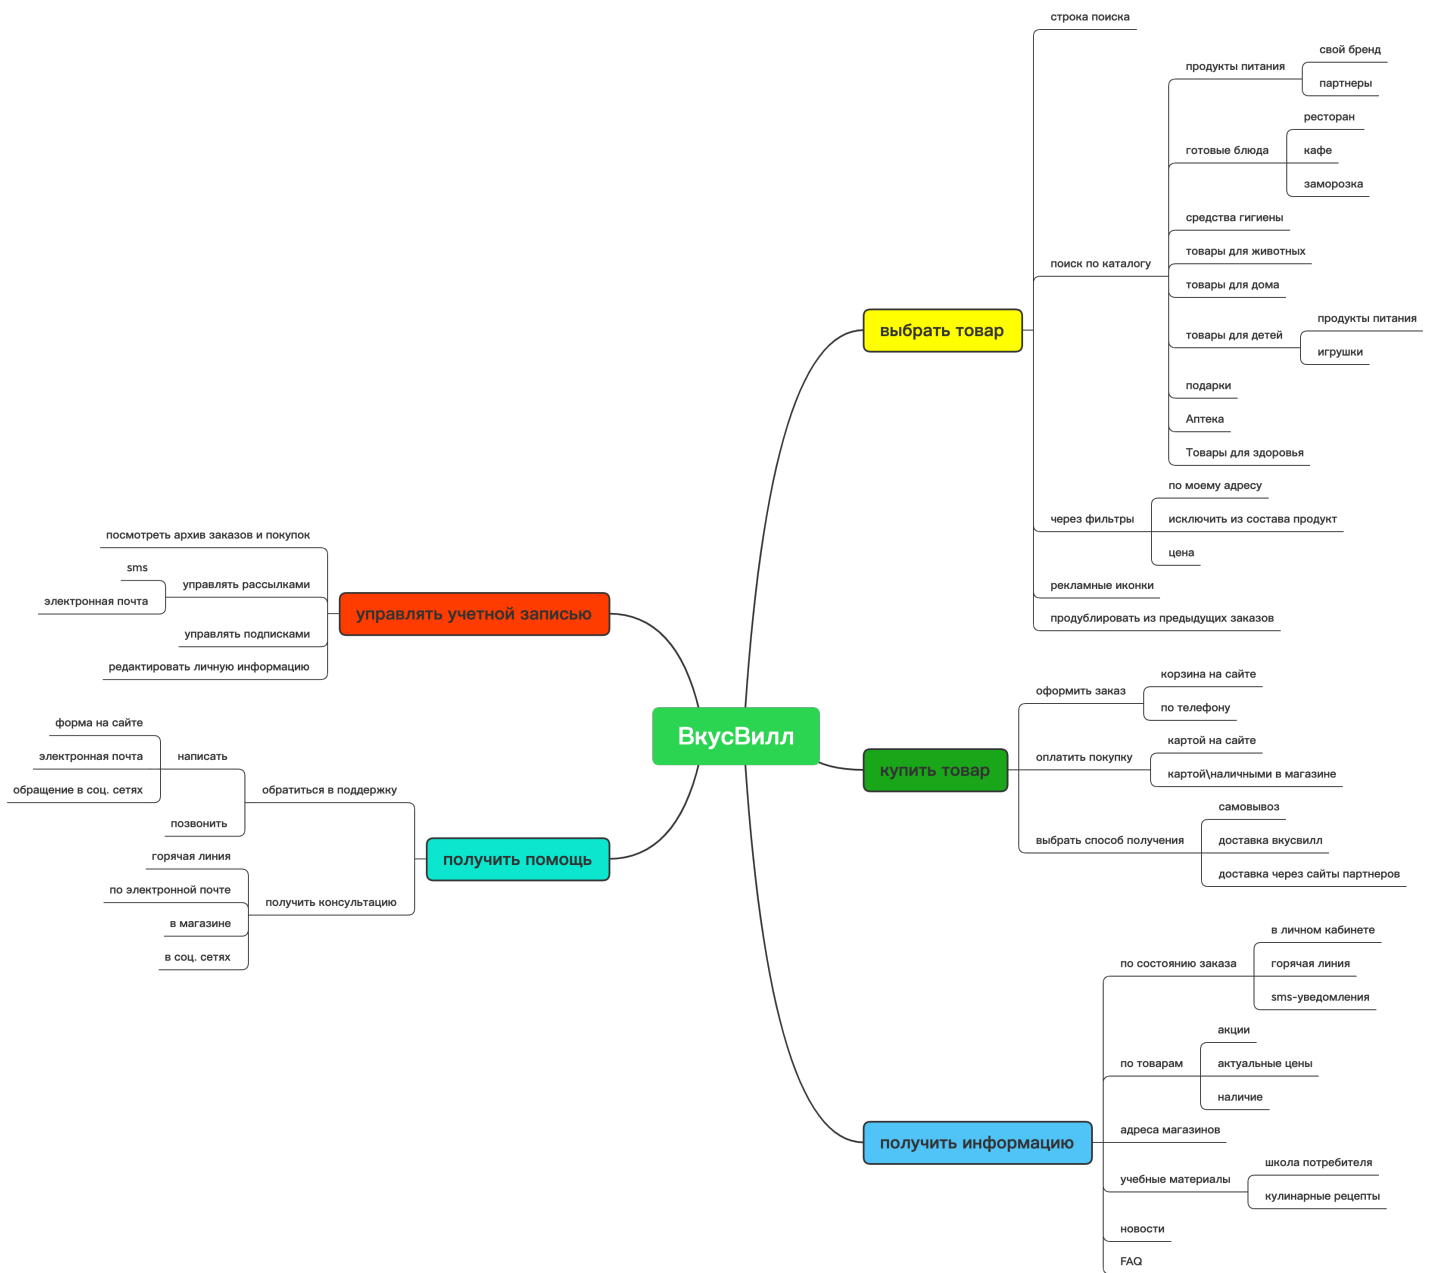 ВкусВилл
выбрать товар
строка поиска
поиск по каталогу
продукты питания
свой бренд
партнеры
готовые блюда
ресторан
кафе
заморозка
средства гигиены
товары для животных
товары для дома
товары для детей
продукты питания
игрушки
подарки
Аптека
Товары для здоровья
через фильтры
по моему адресу
исключить из состава продукт
цена
рекламные иконки
продублировать из предыдущих заказов
купить товар
оформить заказ
корзина на сайте
по телефону
оплатить покупку
картой на сайте
картой\наличными в магазине
выбрать способ получения
самовывоз
доставка вкусвилл
доставка через сайты партнеров
получить информацию
по состоянию заказа
в личном кабинете
горячая линия
sms-уведомления
по товарам
акции
актуальные цены
наличие
адреса магазинов
учебные материалы
школа потребителя
кулинарные рецепты
новости
FAQ
управлять учетной записью
посмотреть архив заказов и покупок
управлять рассылками
sms
электронная почта
управлять подписками
редактировать личную информацию
получить помощь
обратиться в поддержку
написать
форма на сайте
электронная почта
обращение в соц. сетях
позвонить
получить консультацию
горячая линия
по электронной почте
в магазине
в соц. сетях